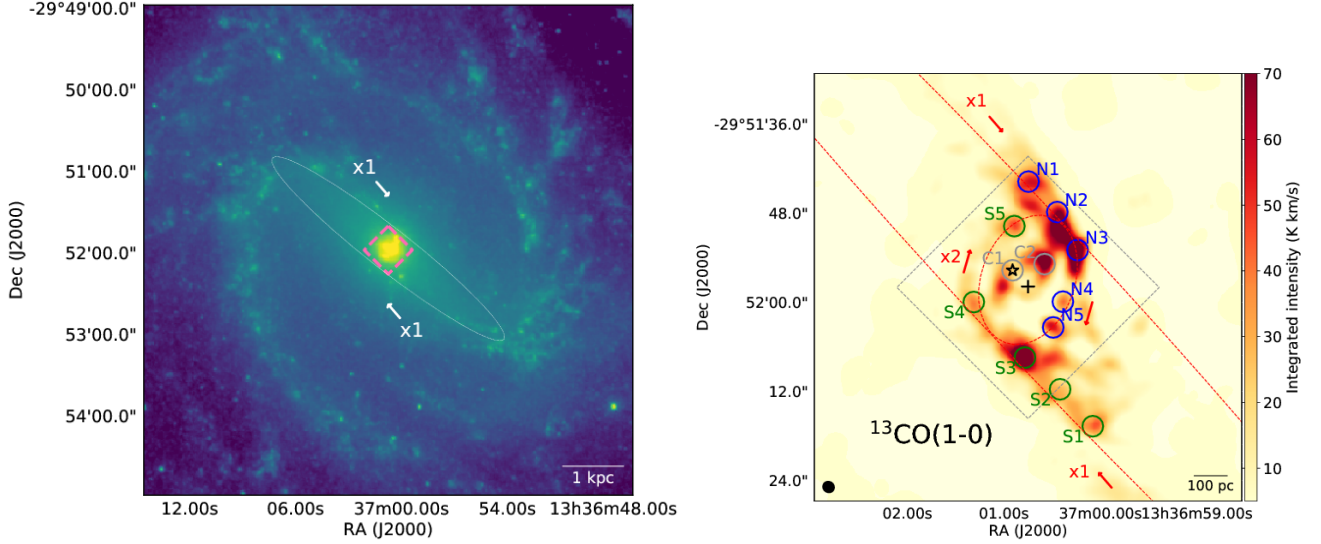 -29°49'00.0"
50'00.0"
51'00.0"
52'00.0"
53'00.0"
54'00.0"
Dec (J2000)
x1
x1
1 kpc
12.00s 06.00s 37m00.00s 54.00s 13h36m48.00s
RA (J2000)
-29°51'36.0"
48.0"
52'00.0"
12.0"
24.0"
Dec (J2000)
x1
N1
N2
S5
N3
C1 C2
x2
N4
S4
N5
S3
S2
S1
13CO(1-0)
x1
100 pc
02.00s 01.00s 37m00.00s13h36m59.00s
RA (J2000)
70
60
50
40
30
20
10
Integrated intensity (K km/s)